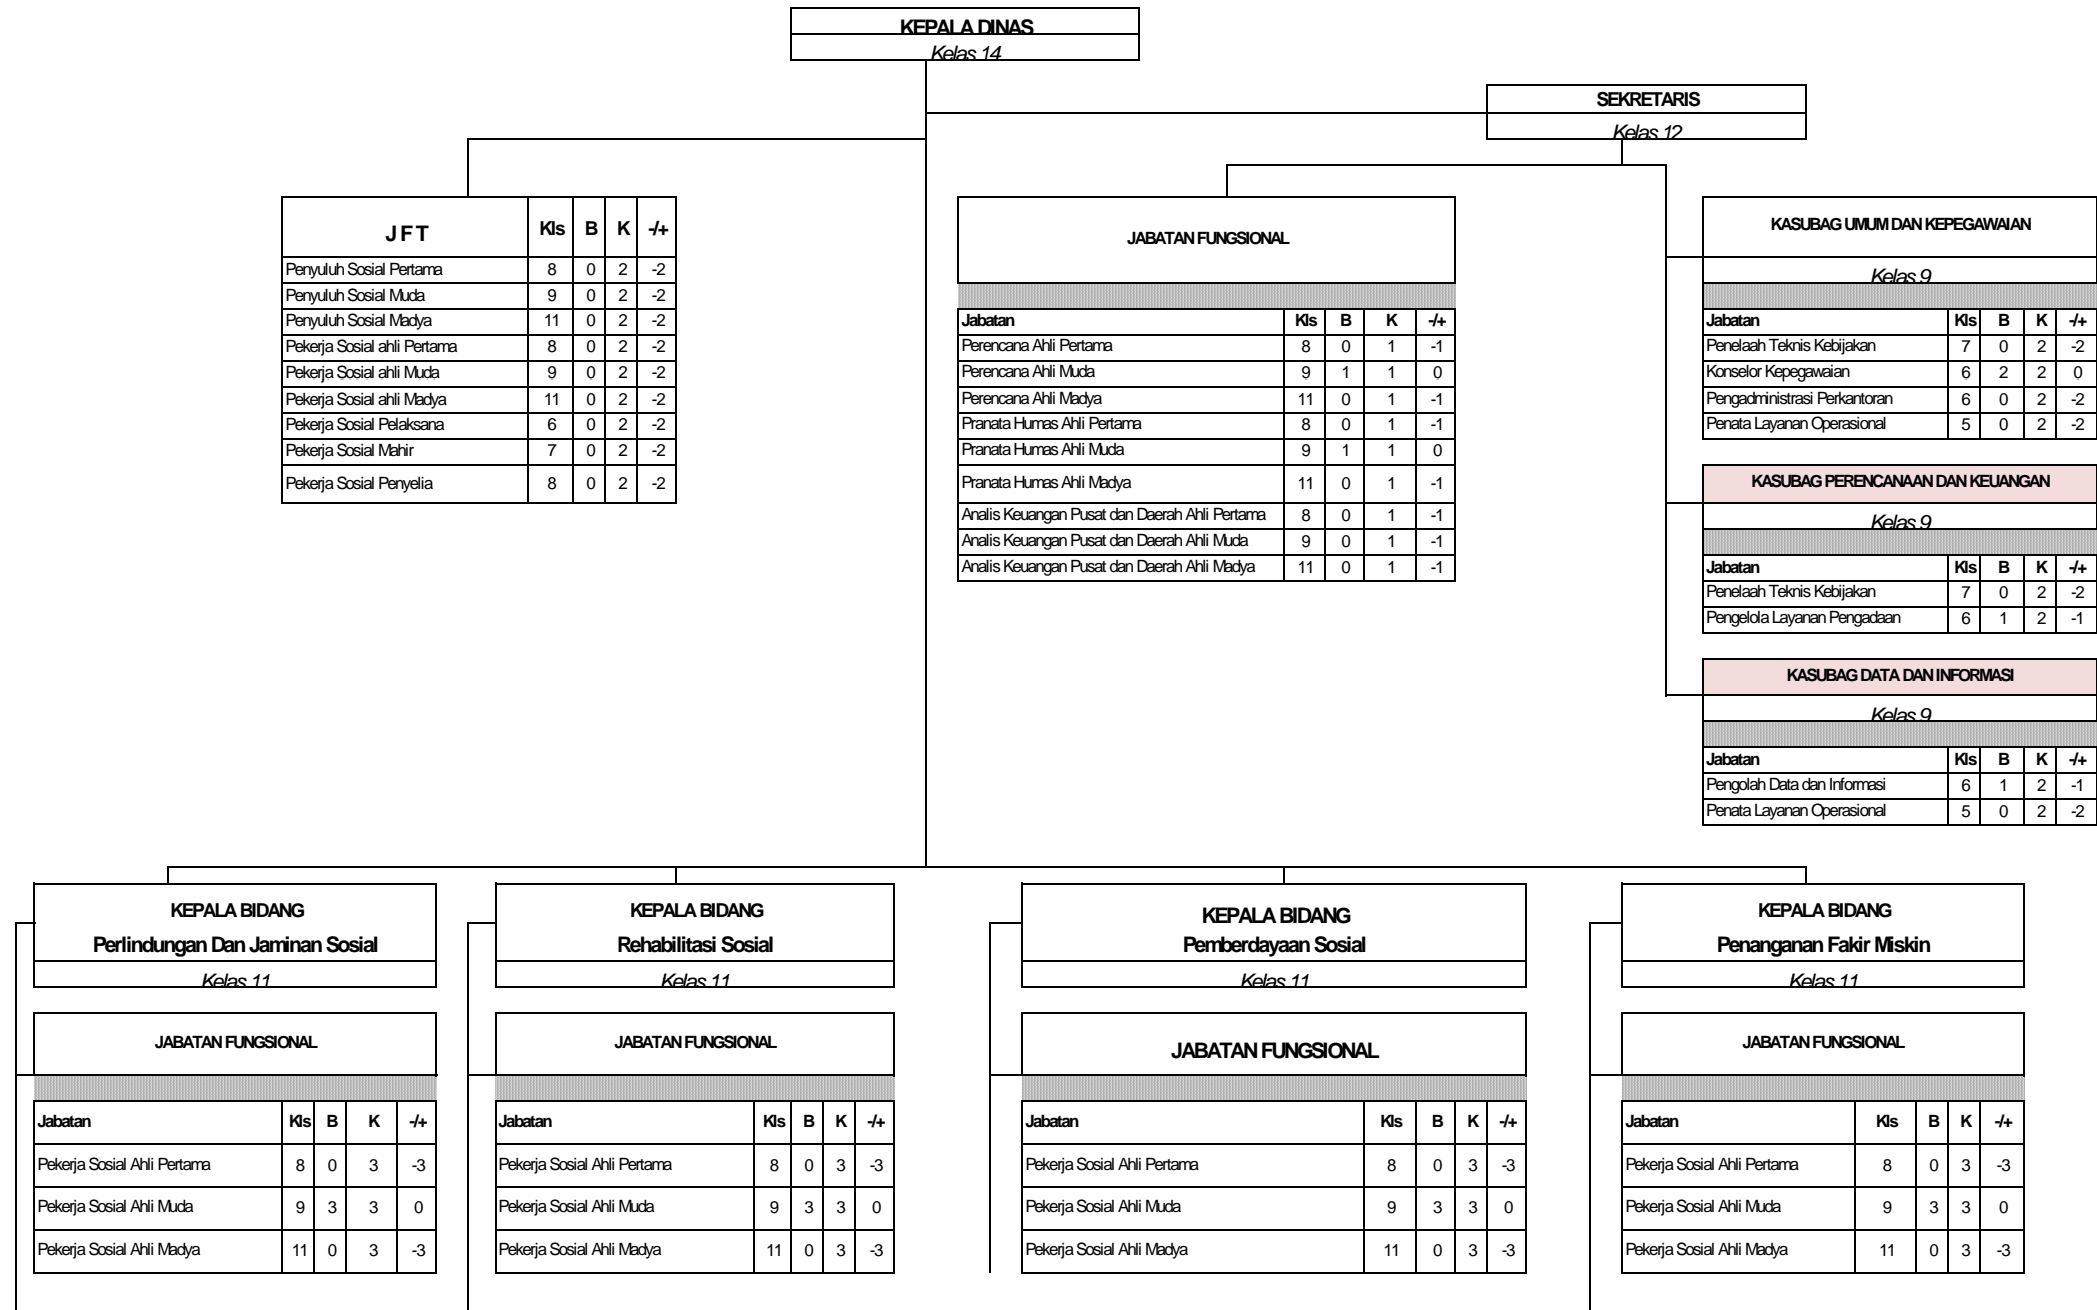 KEPALA DINAS
Kelas 14
SEKRETARIS
Kelas 12
JFT Kls B K -/+
Penyuluh Sosial Pertama 8 0 2 -2
Penyuluh Sosial Muda 9 0 2 -2
Penyuluh Sosial Madya 11 0 2 -2
Pekerja Sosial ahli Pertama 8 0 2 -2
Pekerja Sosial ahli Muda 9 0 2 -2
Pekerja Sosial ahli Madya 11 0 2 -2
Pekerja Sosial Pelaksana 6 0 2 -2
Pekerja Sosial Mahir 7 0 2 -2
Pekerja Sosial Penyelia 8 0 2 -2
JABATAN FUNGSIONAL
Jabatan Kls B K -/+
Perencana Ahli Pertama 8 0 1 -1
Perencana Ahli Muda 9 1 1 0
Perencana Ahli Madya 11 0 1 -1
Pranata Humas Ahli Pertama 8 0 1 -1
Pranata Humas Ahli Muda 9 1 1 0
Pranata Humas Ahli Madya 11 0 1 -1
Analis Keuangan Pusat dan Daerah Ahli Pertama 8 0 1 -1
Analis Keuangan Pusat dan Daerah Ahli Muda 9 0 1 -1
Analis Keuangan Pusat dan Daerah Ahli Madya 11 0 1 -1
KASUBAG UMUM DAN KEPEGAWAIAN
Kelas 9
Jabatan Kls B K -/+
Penelaah Teknis Kebijakan 7 0 2 -2
Konselor Kepegawaian 6 2 2 0
Pengadministrasi Perkantoran 6 0 2 -2
Penata Layanan Operasional 5 0 2 -2
KASUBAG PERENCANAAN DAN KEUANGAN
Kelas 9
Jabatan Kls B K -/+
Penelaah Teknis Kebijakan 7 0 2 -2
Pengelola Layanan Pengadaan 6 1 2 -1
KASUBAG DATA DAN INFORMASI
Kelas 9
Jabatan Kls B K -/+
Pengolah Data dan Informasi 6 1 2 -1
Penata Layanan Operasional 5 0 2 -2
KEPALA BIDANG
Perlindungan Dan Jaminan Sosial
Kelas 11
JABATAN FUNGSIONAL
Jabatan Kls B K -/+
Pekerja Sosial Ahli Pertama 8 0 3 -3
Pekerja Sosial Ahli Muda 9 3 3 0
Pekerja Sosial Ahli Madya 11 0 3 -3
KEPALA BIDANG
Rehabilitasi Sosial
Kelas 11
JABATAN FUNGSIONAL
Jabatan Kls B K -/+
Pekerja Sosial Ahli Pertama 8 0 3 -3
Pekerja Sosial Ahli Muda 9 3 3 0
Pekerja Sosial Ahli Madya 11 0 3 -3
KEPALA BIDANG
Pemberdayaan Sosial
Kelas 11
JABATAN FUNGSIONAL
Jabatan Kls B K -/+
Pekerja Sosial Ahli Pertama 8 0 3 -3
Pekerja Sosial Ahli Muda 9 3 3 0
Pekerja Sosial Ahli Madya 11 0 3 -3
KEPALA BIDANG
Penanganan Fakir Miskin
Kelas 11
JABATAN FUNGSIONAL
Jabatan Kls B K -/+
Pekerja Sosial Ahli Pertama 8 0 3 -3
Pekerja Sosial Ahli Muda 9 3 3 0
Pekerja Sosial Ahli Madya 11 0 3 -3